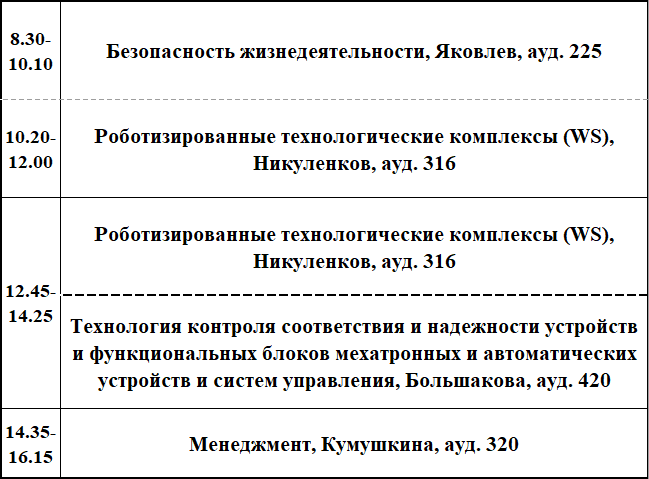 8.30-
10.10
Безопасность жизнедеятельности, Яковлев, ауд. 225
10.20-
12.00
Роботизированные технологические комплексы (WS),
Никуленков, ауд. 316
12.45-
14.25
Роботизированные технологические комплексы (WS),
Никуленков, ауд. 316
Технология контроля соответствия и надежности устройств
и функциональных блоков мехатронных и автоматических
устройств и систем управления, Большакова, ауд. 420
14.35-
16.15
Менеджмент, Кумушкина, ауд. 320